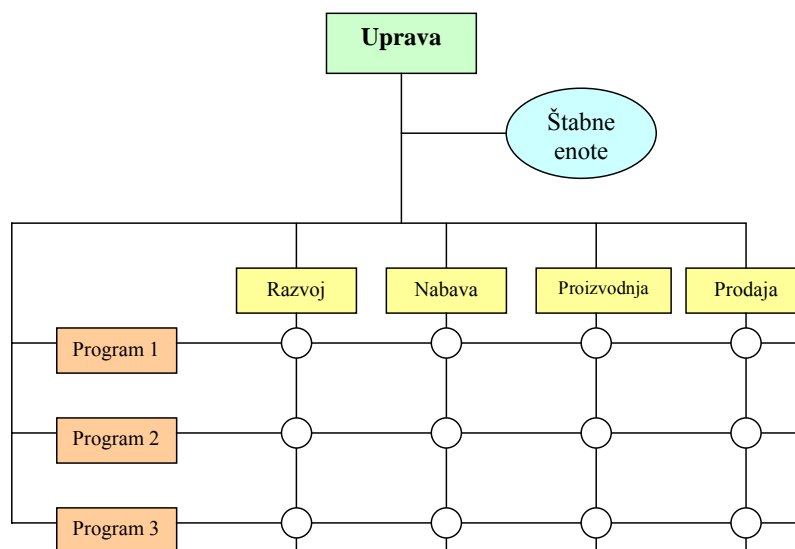 Uprava
Štabne
enote
Razvoj
Nabava
Proizvodnja
Prodaja
Program 1
Program 2
Program 3